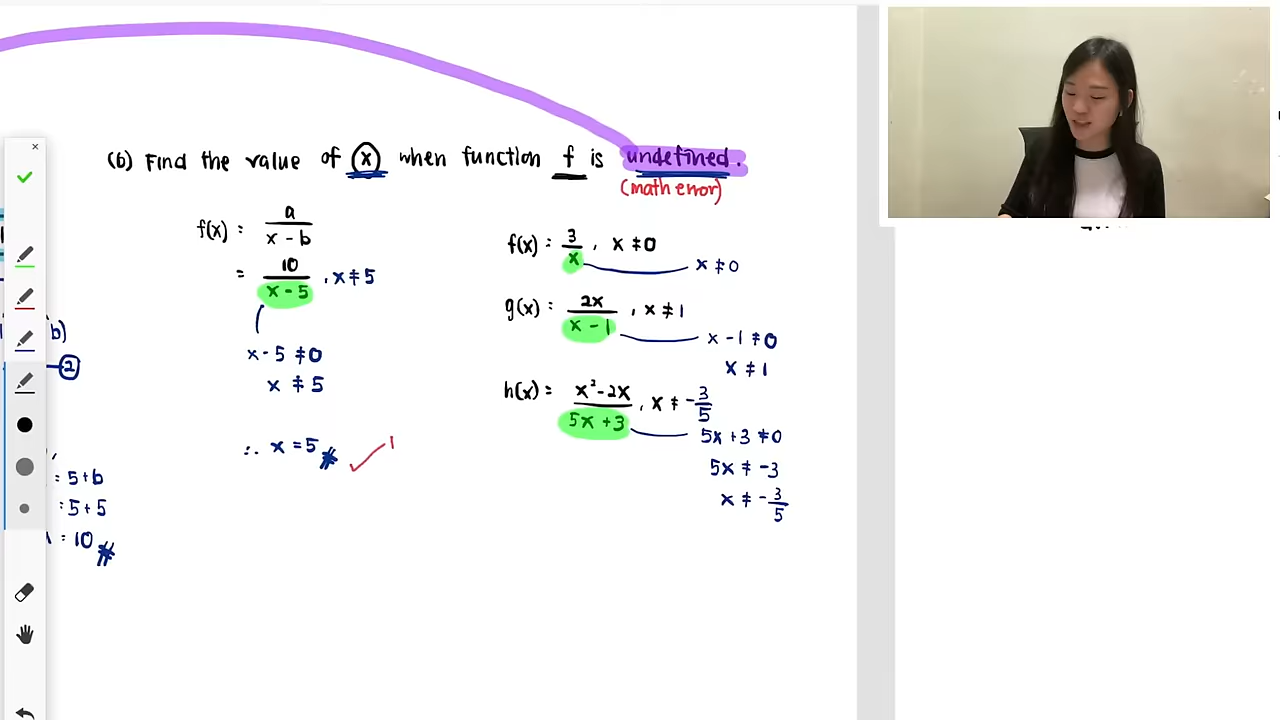 (b) Find the value of x when function f is undefined.
(math error)
f(x) = a / x - b
= 10 / x - 5 , x ≠ 5
x - 5 ≠ 0
x ≠ 5
∴ x = 5 #
1
f(x) = 3 / x , x ≠ 0
x ≠ 0
g(x) = 2x / x - 1 , x ≠ 1
x - 1 ≠ 0
x ≠ 1
h(x) = x² - 2x / 5x + 3 , x ≠ - 3/5
5x + 3 ≠ 0
5x ≠ -3
x ≠ - 3/5
b)
2
= 5 + b
= 5 + 5
= 10 #